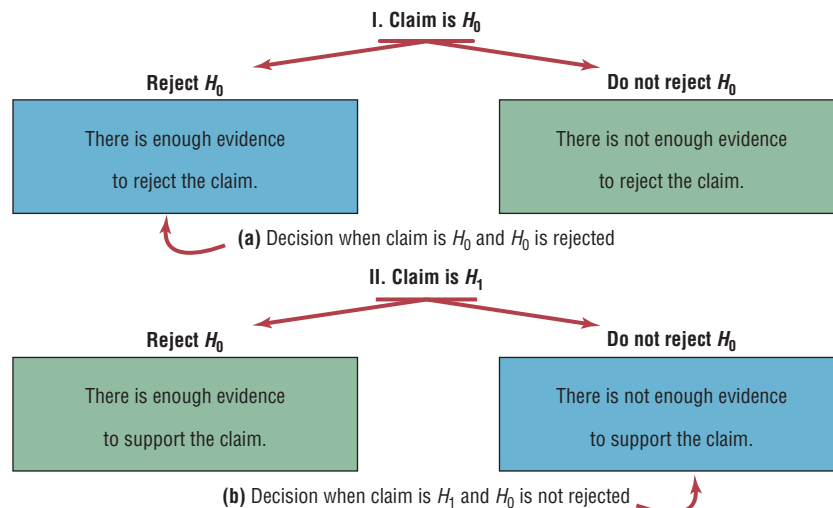 I. Claim is H₀
Reject H₀
Do not reject H₀
There is enough evidence
to reject the claim.
There is not enough evidence
to reject the claim.
(a) Decision when claim is H₀ and H₀ is rejected
II. Claim is H₁
Reject H₀
Do not reject H₀
There is enough evidence
to support the claim.
There is not enough evidence
to support the claim.
(b) Decision when claim is H₁ and H₀ is not rejected